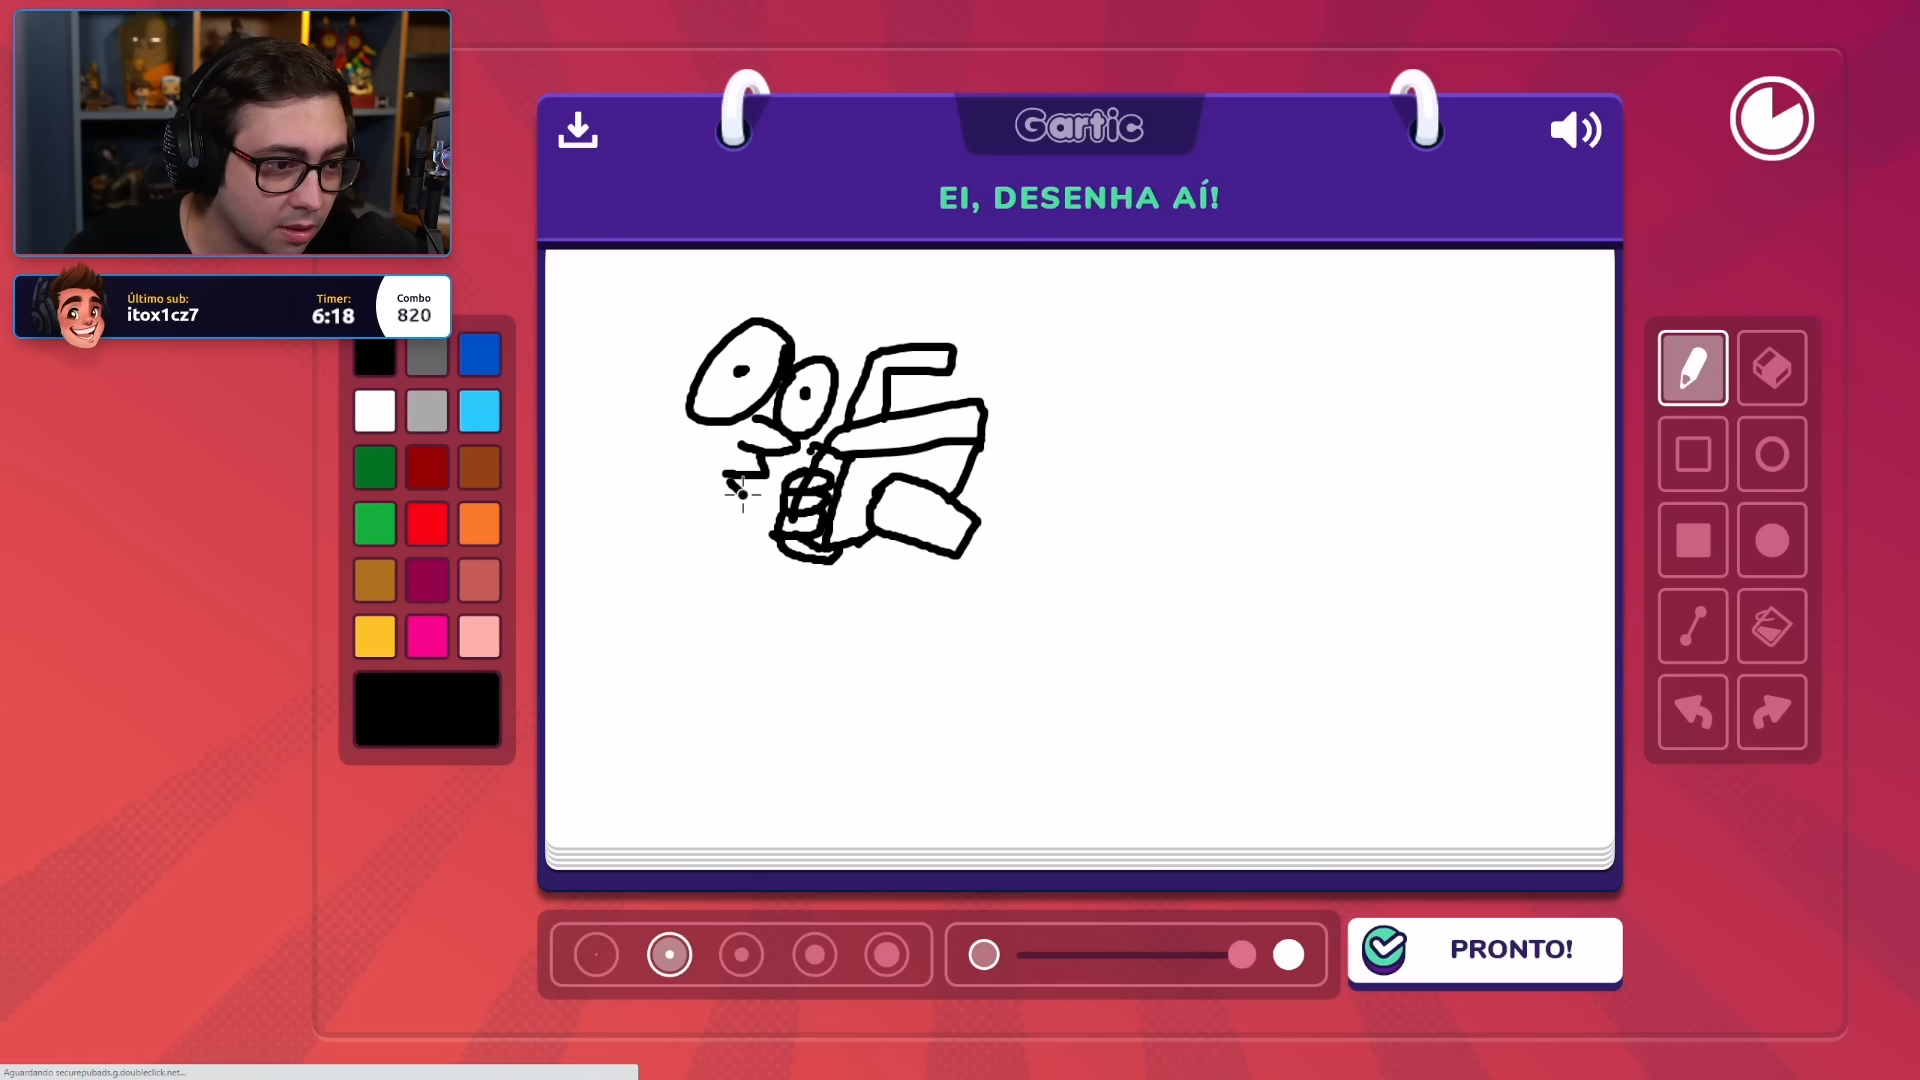 Gartic
EI, DESENHA AÍ!
Último sub:
itox1cz7
Timer:
6:18
Combo
820
PRONTO!
Aguardando securepubads.g.doubleclick.net...